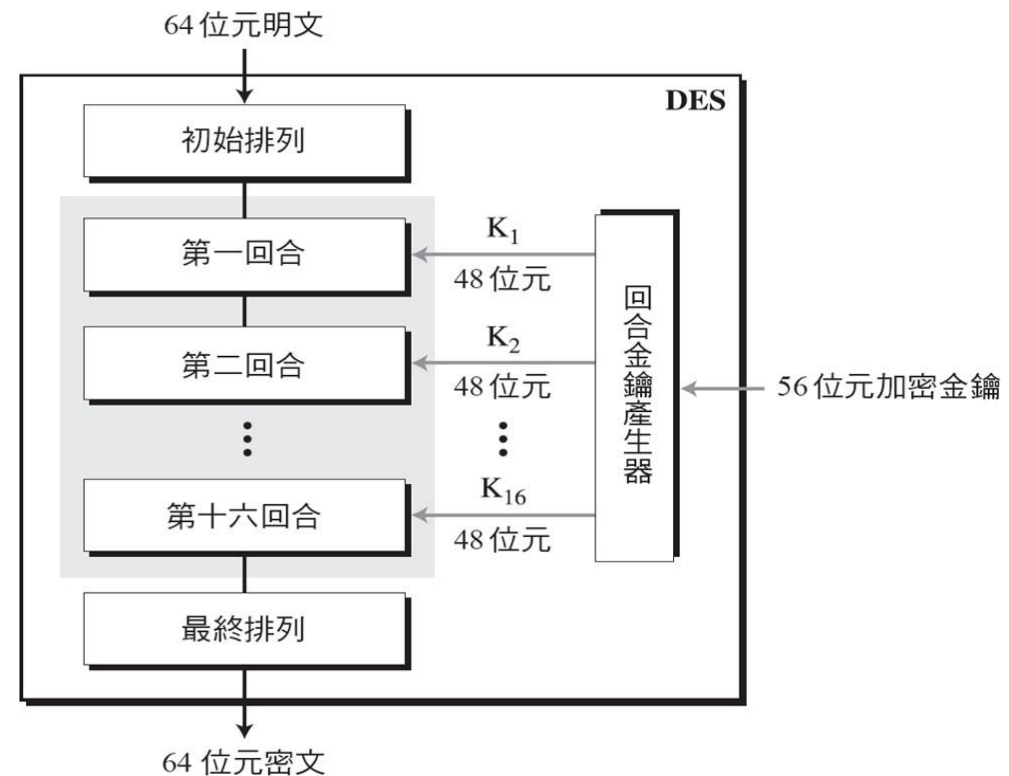 64 位元明文
DES
初始排列
第一回合
K1
48 位元
第二回合
K2
48 位元
第十六回合
K16
48 位元
回合金鑰產生器
56 位元加密金鑰
最終排列
64 位元密文